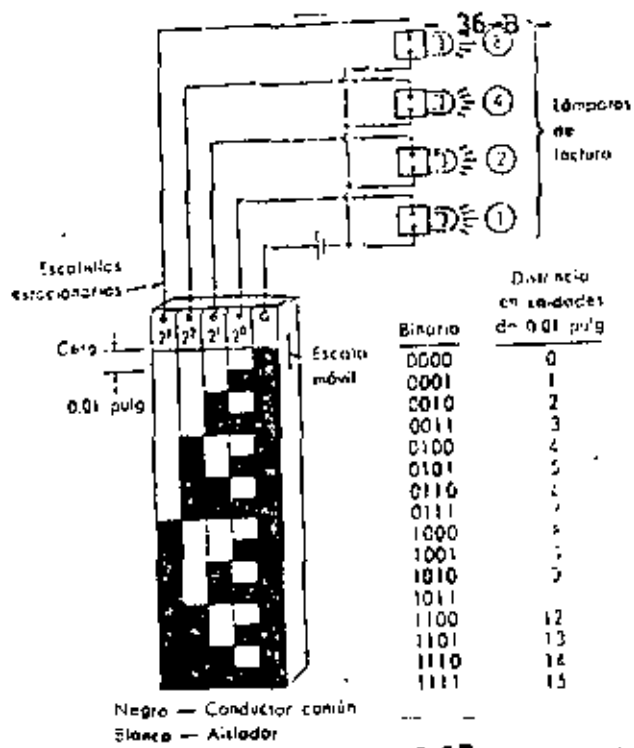 36-B
8
4
2
1
Lámparas
de
lectura
Escobillas
estacionarias
2³ 2² 2¹ 2⁰ C
Cero
0.01 pulg
Escala
móvil
Distancia
en unidades
Binario de 0.01 pulg
0000 0
0001 1
0010 2
0011 3
0100 4
0101 5
0110
0111
1000
1001
1010
1011
1100 12
1101 13
1110 14
1111 15
Negro — Conductor común
Blanco — Aislador